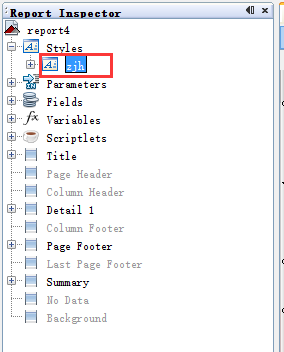 Report Inspector
report4
Styles
zjh
Parameters
Fields
fx Variables
Scriptlets
Title
Page Header
Column Header
Detail 1
Column Footer
Page Footer
Last Page Footer
Summary
No Data
Background